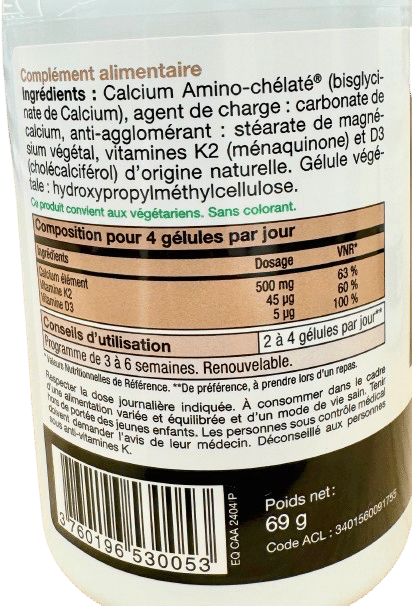 Complément alimentaire
Ingrédients : Calcium Amino-chélaté® (bisglyci-
nate de Calcium), agent de charge : carbonate de
calcium, anti-agglomérant : stéarate de magné-
sium végétal, vitamines K2 (ménaquinone) et D3
(cholécalciférol) d'origine naturelle. Gélule végé-
tale : hydroxypropylméthylcellulose.
Ce produit convient aux végétariens. Sans colorant.
Composition pour 4 gélules par jour
Ingrédients Dosage VNR*
Calcium élément 500 mg 63 %
Vitamine K2 45 µg 60 %
Vitamine D3 5 µg 100 %
Conseils d'utilisation 2 à 4 gélules par jour**
Programme de 3 à 6 semaines. Renouvelable.
*Valeurs Nutritionnelles de Référence. **De préférence, à prendre lors d'un repas.
Respecter la dose journalière indiquée. À consommer dans le cadre
d'une alimentation variée et équilibrée et d'un mode de vie sain. Tenir
hors de portée des jeunes enfants. Les personnes sous contrôle médical
doivent demander l'avis de leur médecin. Déconseillé aux personnes
sous anti-vitamines K.
3 760196 530053
EQ CAA 2404 P
Poids net :
69 g
Code ACL : 3401560091755